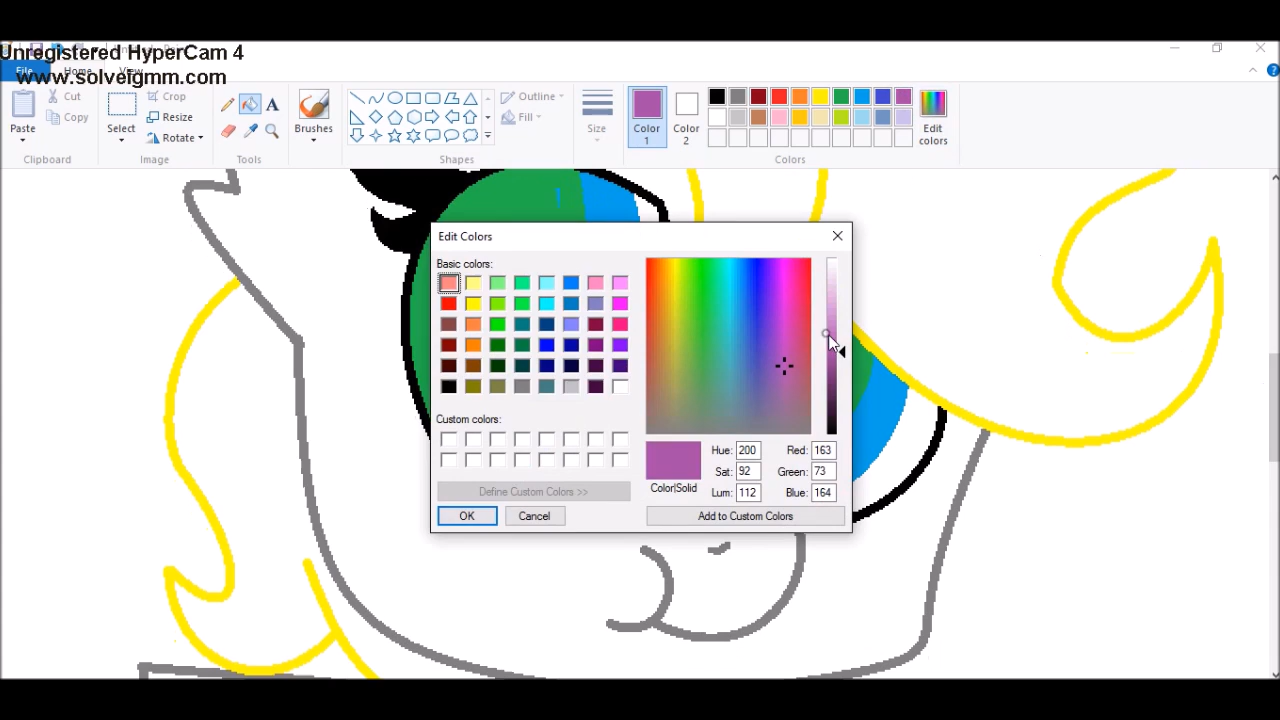 Unregistered HyperCam 4
www.solveigmm.com
File
Home
View
Paste
Cut
Copy
Clipboard
Select
Crop
Resize
Rotate
Image
A
Tools
Brushes
Outline
Fill
Shapes
Size
Color 1
Color 2
Edit colors
Colors
Edit Colors
Basic colors:
Custom colors:
Define Custom Colors >>
OK
Cancel
Color|Solid
Hue: 200
Sat: 92
Lum: 112
Red: 163
Green: 73
Blue: 164
Add to Custom Colors